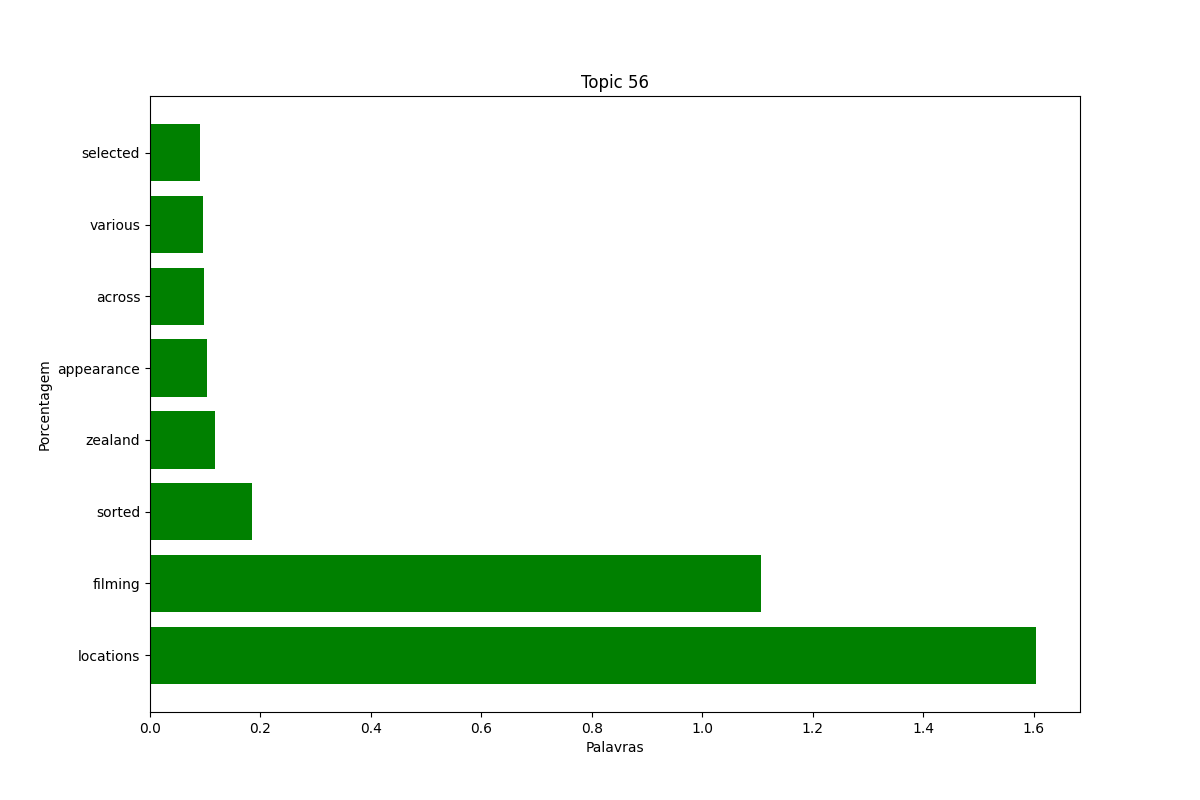 Topic 56
selected
various
across
appearance
zealand
sorted
filming
locations
Porcentagem
0.0 0.2 0.4 0.6 0.8 1.0 1.2 1.4 1.6
Palavras